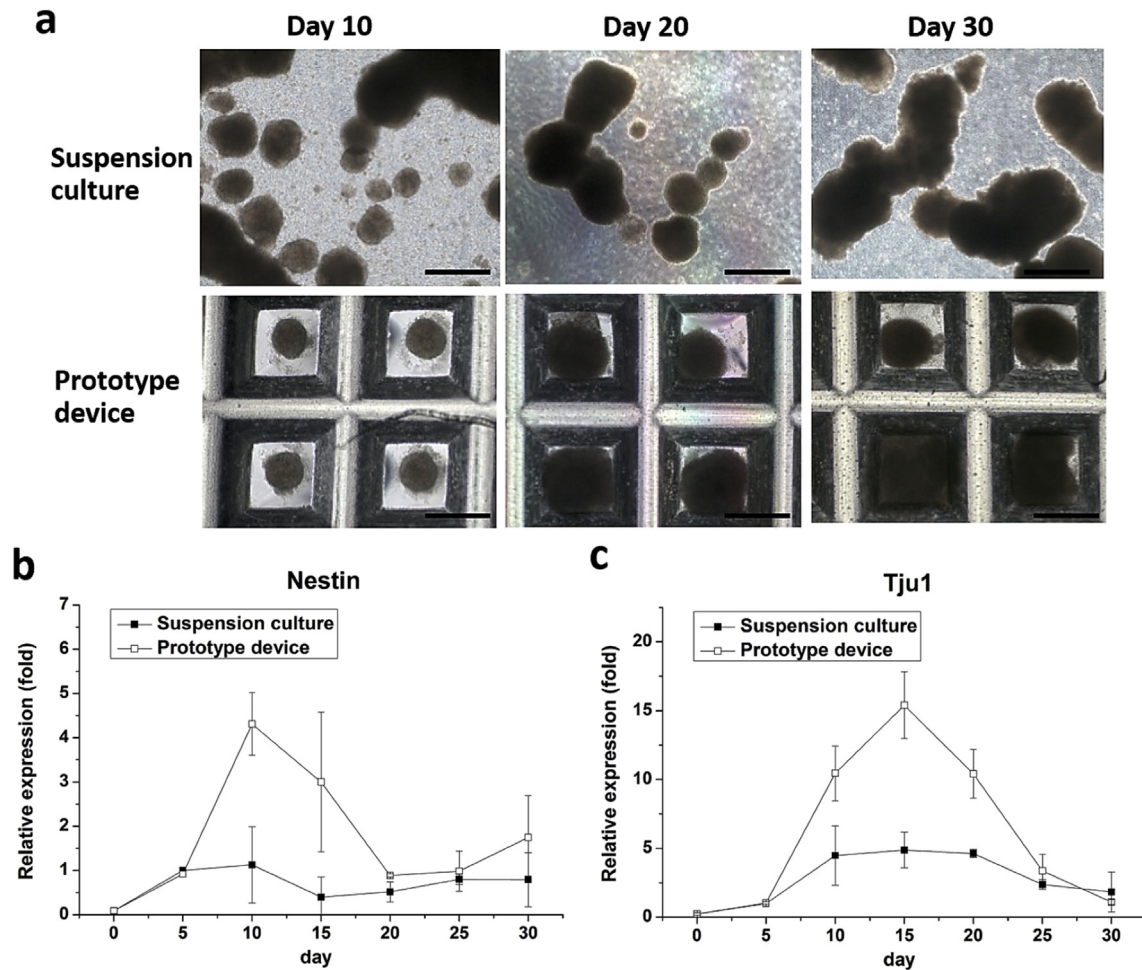 a
Day 10 Day 20 Day 30
Suspension
culture
Prototype
device
b
Nestin
7
6
5
4
3
2
1
0
Relative expression (fold)
Suspension culture
Prototype device
0 5 10 15 20 25 30
day
c
Tju1
20
15
10
5
0
Relative expression (fold)
Suspension culture
Prototype device
0 5 10 15 20 25 30
day